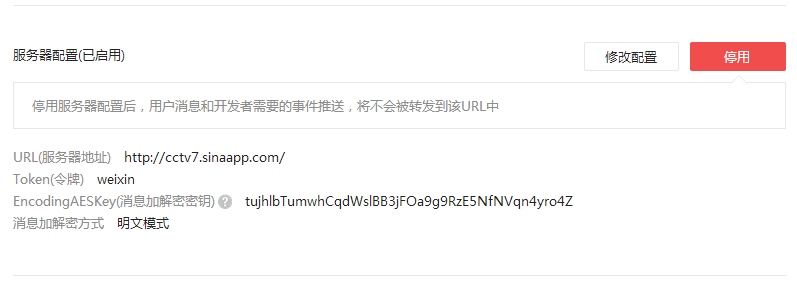 服务器配置(已启用)
修改配置
停用
停用服务器配置后，用户消息和开发者需要的事件推送，将不会被转发到该URL中
URL(服务器地址) http://cctv7.sinaapp.com/
Token(令牌) weixin
EncodingAESKey(消息加解密密钥) ? tujhlbTumwhCqdWslBB3jFOa9g9RzE5NfNVqn4yro4Z
消息加解密方式 明文模式